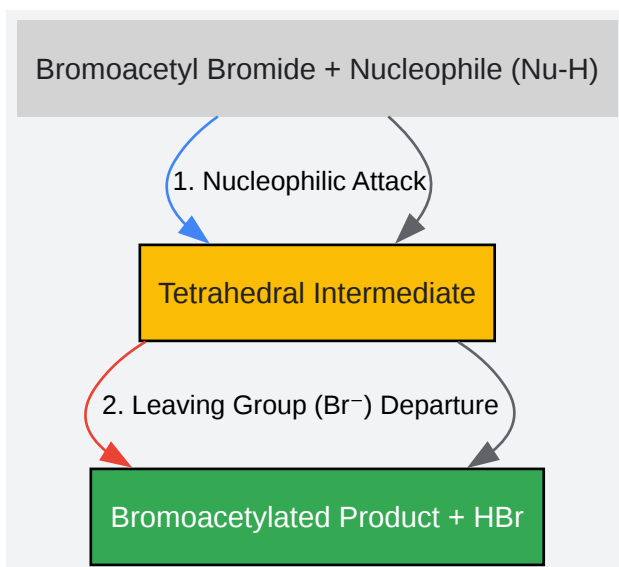 Bromoacetyl Bromide + Nucleophile (Nu-H)
1. Nucleophilic Attack
Tetrahedral Intermediate
2. Leaving Group (Br⁻) Departure
Bromoacetylated Product + HBr